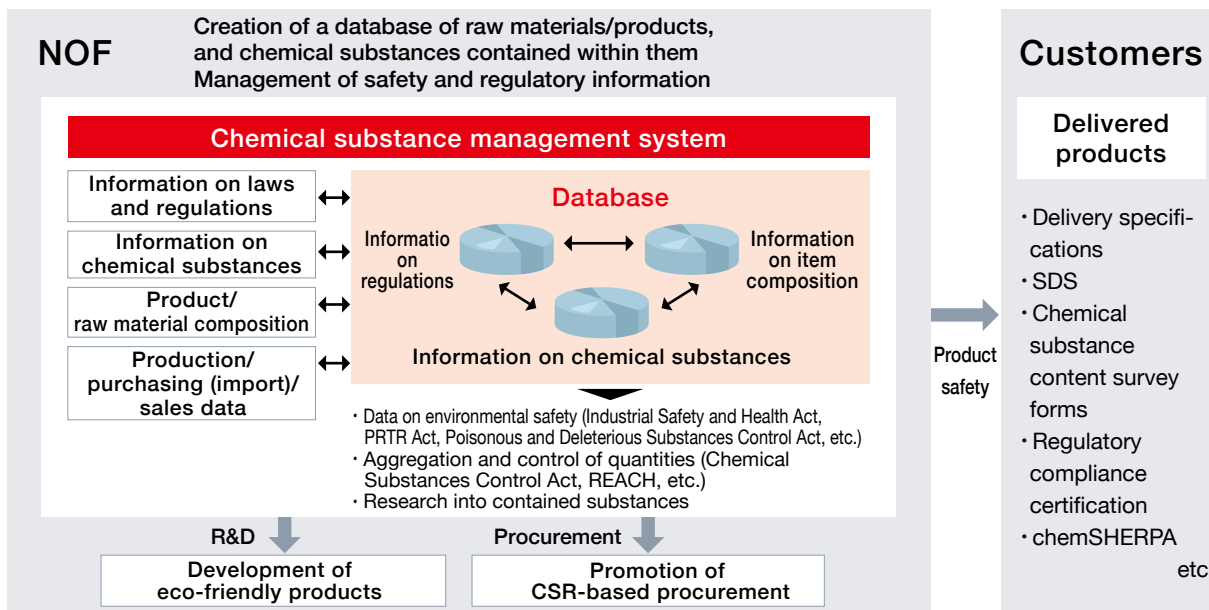 NOF
Creation of a database of raw materials/products,
and chemical substances contained within them
Management of safety and regulatory information
Chemical substance management system
Information on laws
and regulations
Information on
chemical substances
Product/
raw material composition
Production/
purchasing (import)/
sales data
Database
Informatio
on
regulations
Information
on item
composition
Information on chemical substances
・Data on environmental safety (Industrial Safety and Health Act,
PRTR Act, Poisonous and Deleterious Substances Control Act, etc.)
・Aggregation and control of quantities (Chemical
Substances Control Act, REACH, etc.)
・Research into contained substances
R&D
Development of
eco-friendly products
Procurement
Promotion of
CSR-based procurement
Product
safety
Customers
Delivered
products
・Delivery specifi-
cations
・SDS
・Chemical
substance
content survey
forms
・Regulatory
compliance
certification
・chemSHERPA
etc